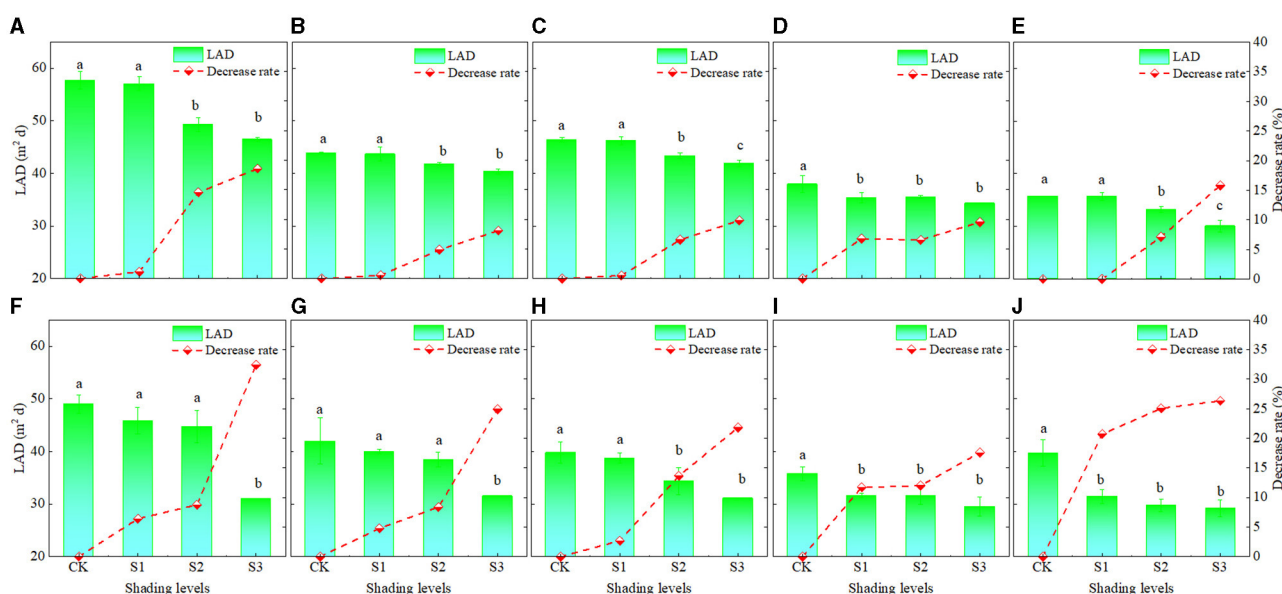 A B C D E
LAD LAD LAD LAD LAD
Decrease rate Decrease rate Decrease rate Decrease rate Decrease rate
60 50 40 30 20
LAD (m² d)
a a b b
a a b b
a a b c
a b b b
a a b c
40 35 30 25 20 15 10 5 0
Decrease rate (%)
F G H I J
LAD LAD LAD LAD LAD
Decrease rate Decrease rate Decrease rate Decrease rate Decrease rate
60 50 40 30 20
LAD (m² d)
a a a b
a a a b
a a b b
a b b b
a b b b
40 35 30 25 20 15 10 5 0
Decrease rate (%)
CK S1 S2 S3 CK S1 S2 S3 CK S1 S2 S3 CK S1 S2 S3 CK S1 S2 S3
Shading levels Shading levels Shading levels Shading levels Shading levels